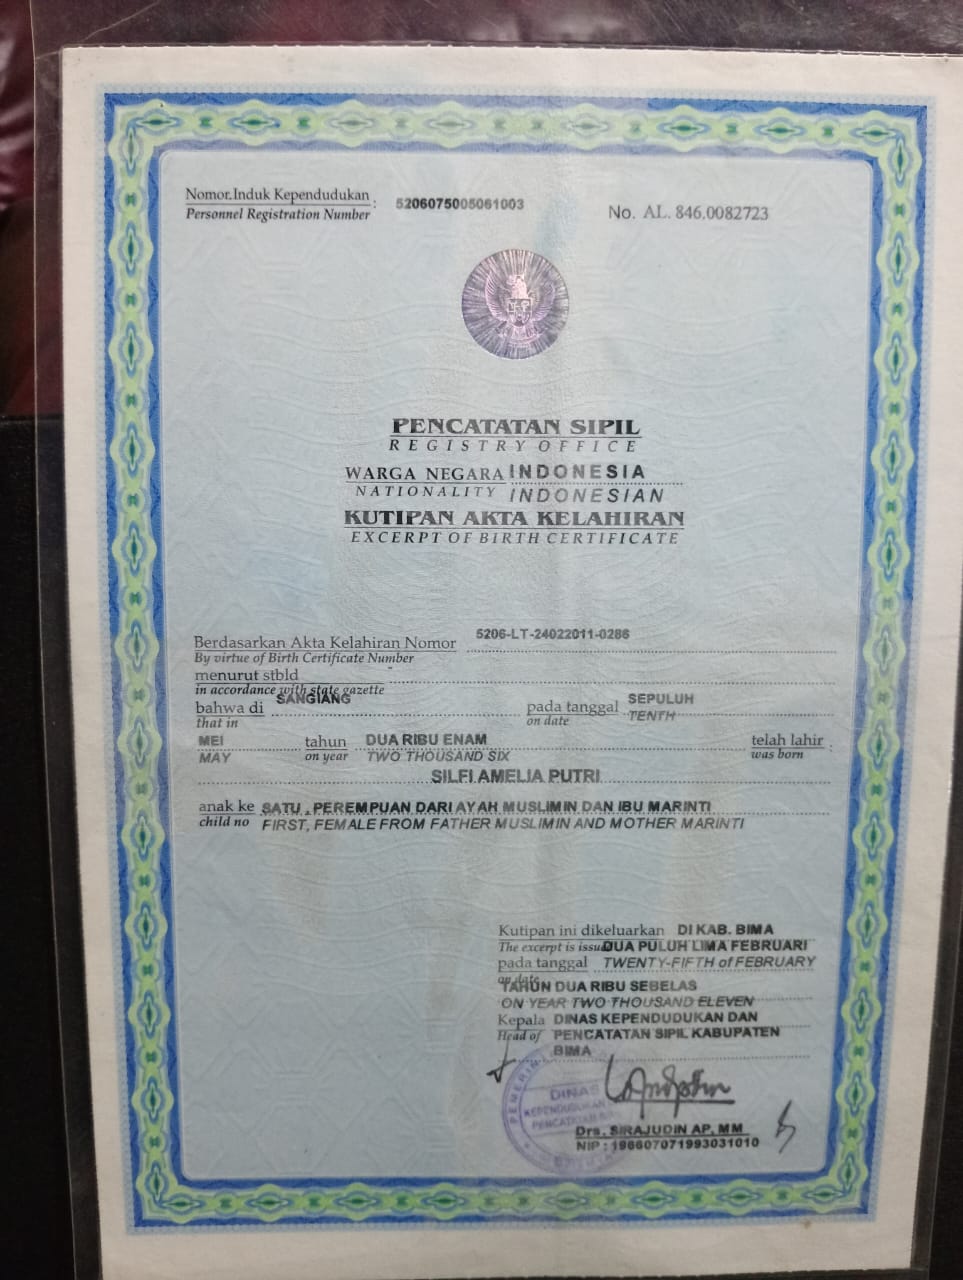 Nomor Induk Kependudukan : 5206075005061003
Personnel Registration Number
No. AL. 846.0082723
PENCATATAN SIPIL
REGISTRY OFFICE
WARGA NEGARA INDONESIA
NATIONALITY INDONESIAN
KUTIPAN AKTA KELAHIRAN
EXCERPT OF BIRTH CERTIFICATE
Berdasarkan Akta Kelahiran Nomor 5206-LT-24022011-0286
By virtue of Birth Certificate Number
menurut stbld
in accordance with state gazette
bahwa di SANGIANG pada tanggal SEPULUH
that in on date TENTH
MEI tahun DUA RIBU ENAM telah lahir :
MAY on year TWO THOUSAND SIX was born
SILFI AMELIA PUTRI
anak ke SATU , PEREMPUAN DARI AYAH MUSLIMIN DAN IBU MARINTI
child no FIRST, FEMALE FROM FATHER MUSLIMIN AND MOTHER MARINTI
Kutipan ini dikeluarkan DI KAB. BIMA
The excerpt is issued DUA PULUH LIMA FEBRUARI
pada tanggal TWENTY-FIFTH of FEBRUARY
on date
TAHUN DUA RIBU SEBELAS
ON YEAR TWO THOUSAND ELEVEN
Kepala DINAS KEPENDUDUKAN DAN
Head of PENCATATAN SIPIL KABUPATEN
BIMA
DINAS
KEPENDUDUKAN
PENCATATAN
Drs. SIRAJUDIN AP, MM
NIP : 196607071993031010